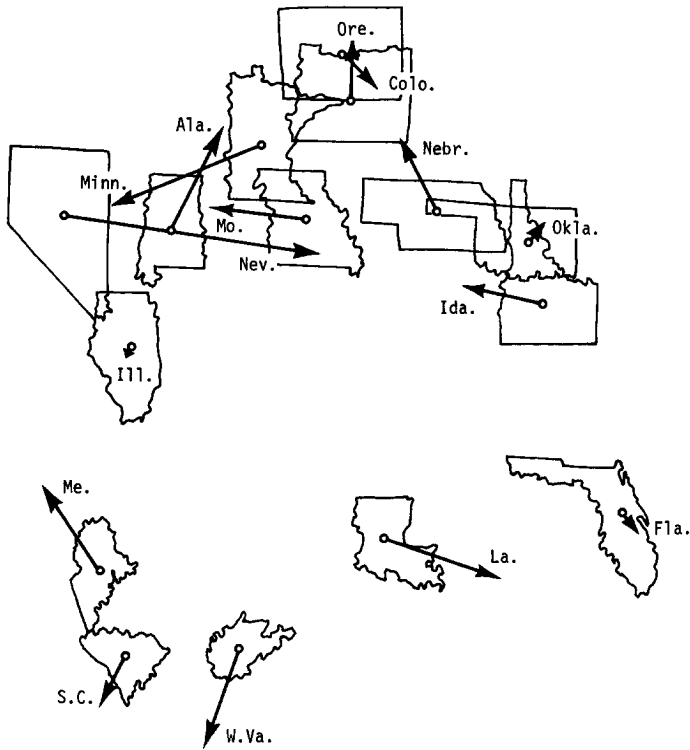 Ore.
Colo.
Ala.
Nebr.
Minn.
Mo.
Okla.
Nev.
Ida.
Ill.
Me.
Fla.
La.
S.C.
W.Va.